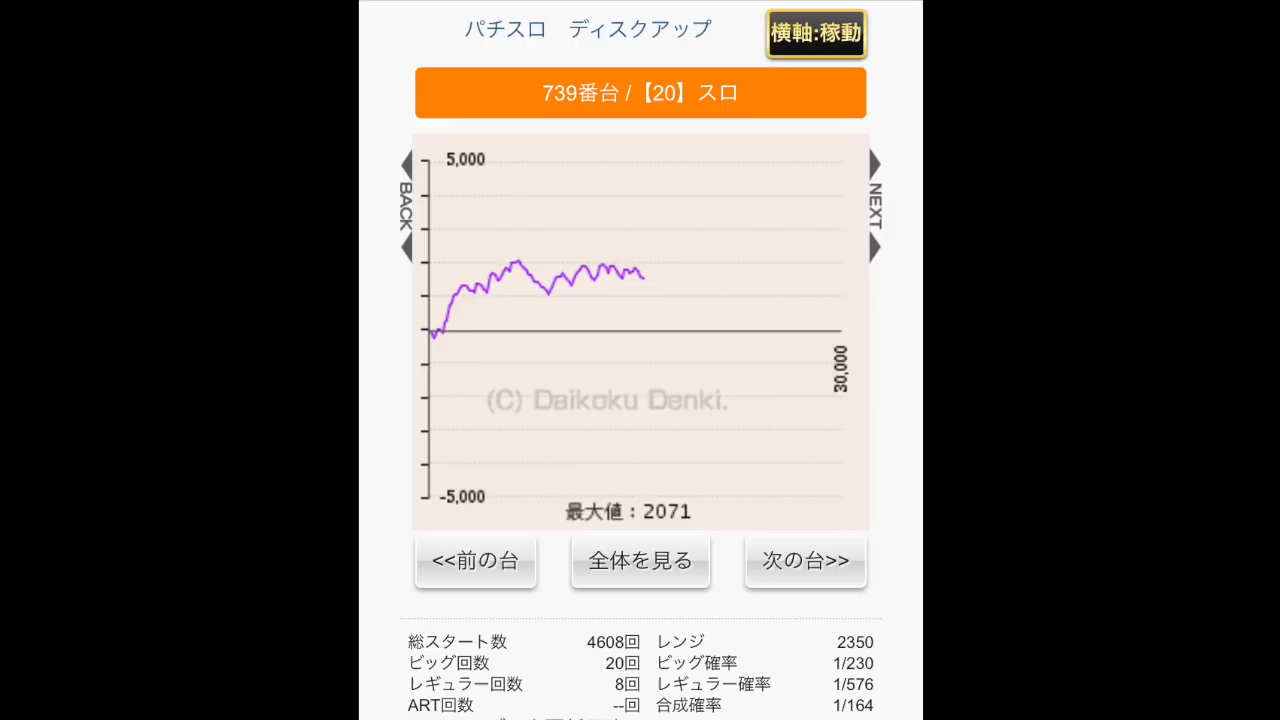 パチスロ　ディスクアップ
横軸:稼動
739番台 /【20】スロ
5,000
BACK
NEXT
30,000
(C) Daikoku Denki.
-5,000
最大値：2071
<<前の台
全体を見る
次の台>>
総スタート数 4608回 レンジ 2350
ビッグ回数 20回 ビッグ確率 1/230
レギュラー回数 8回 レギュラー確率 1/576
ART回数 --回 合成確率 1/164